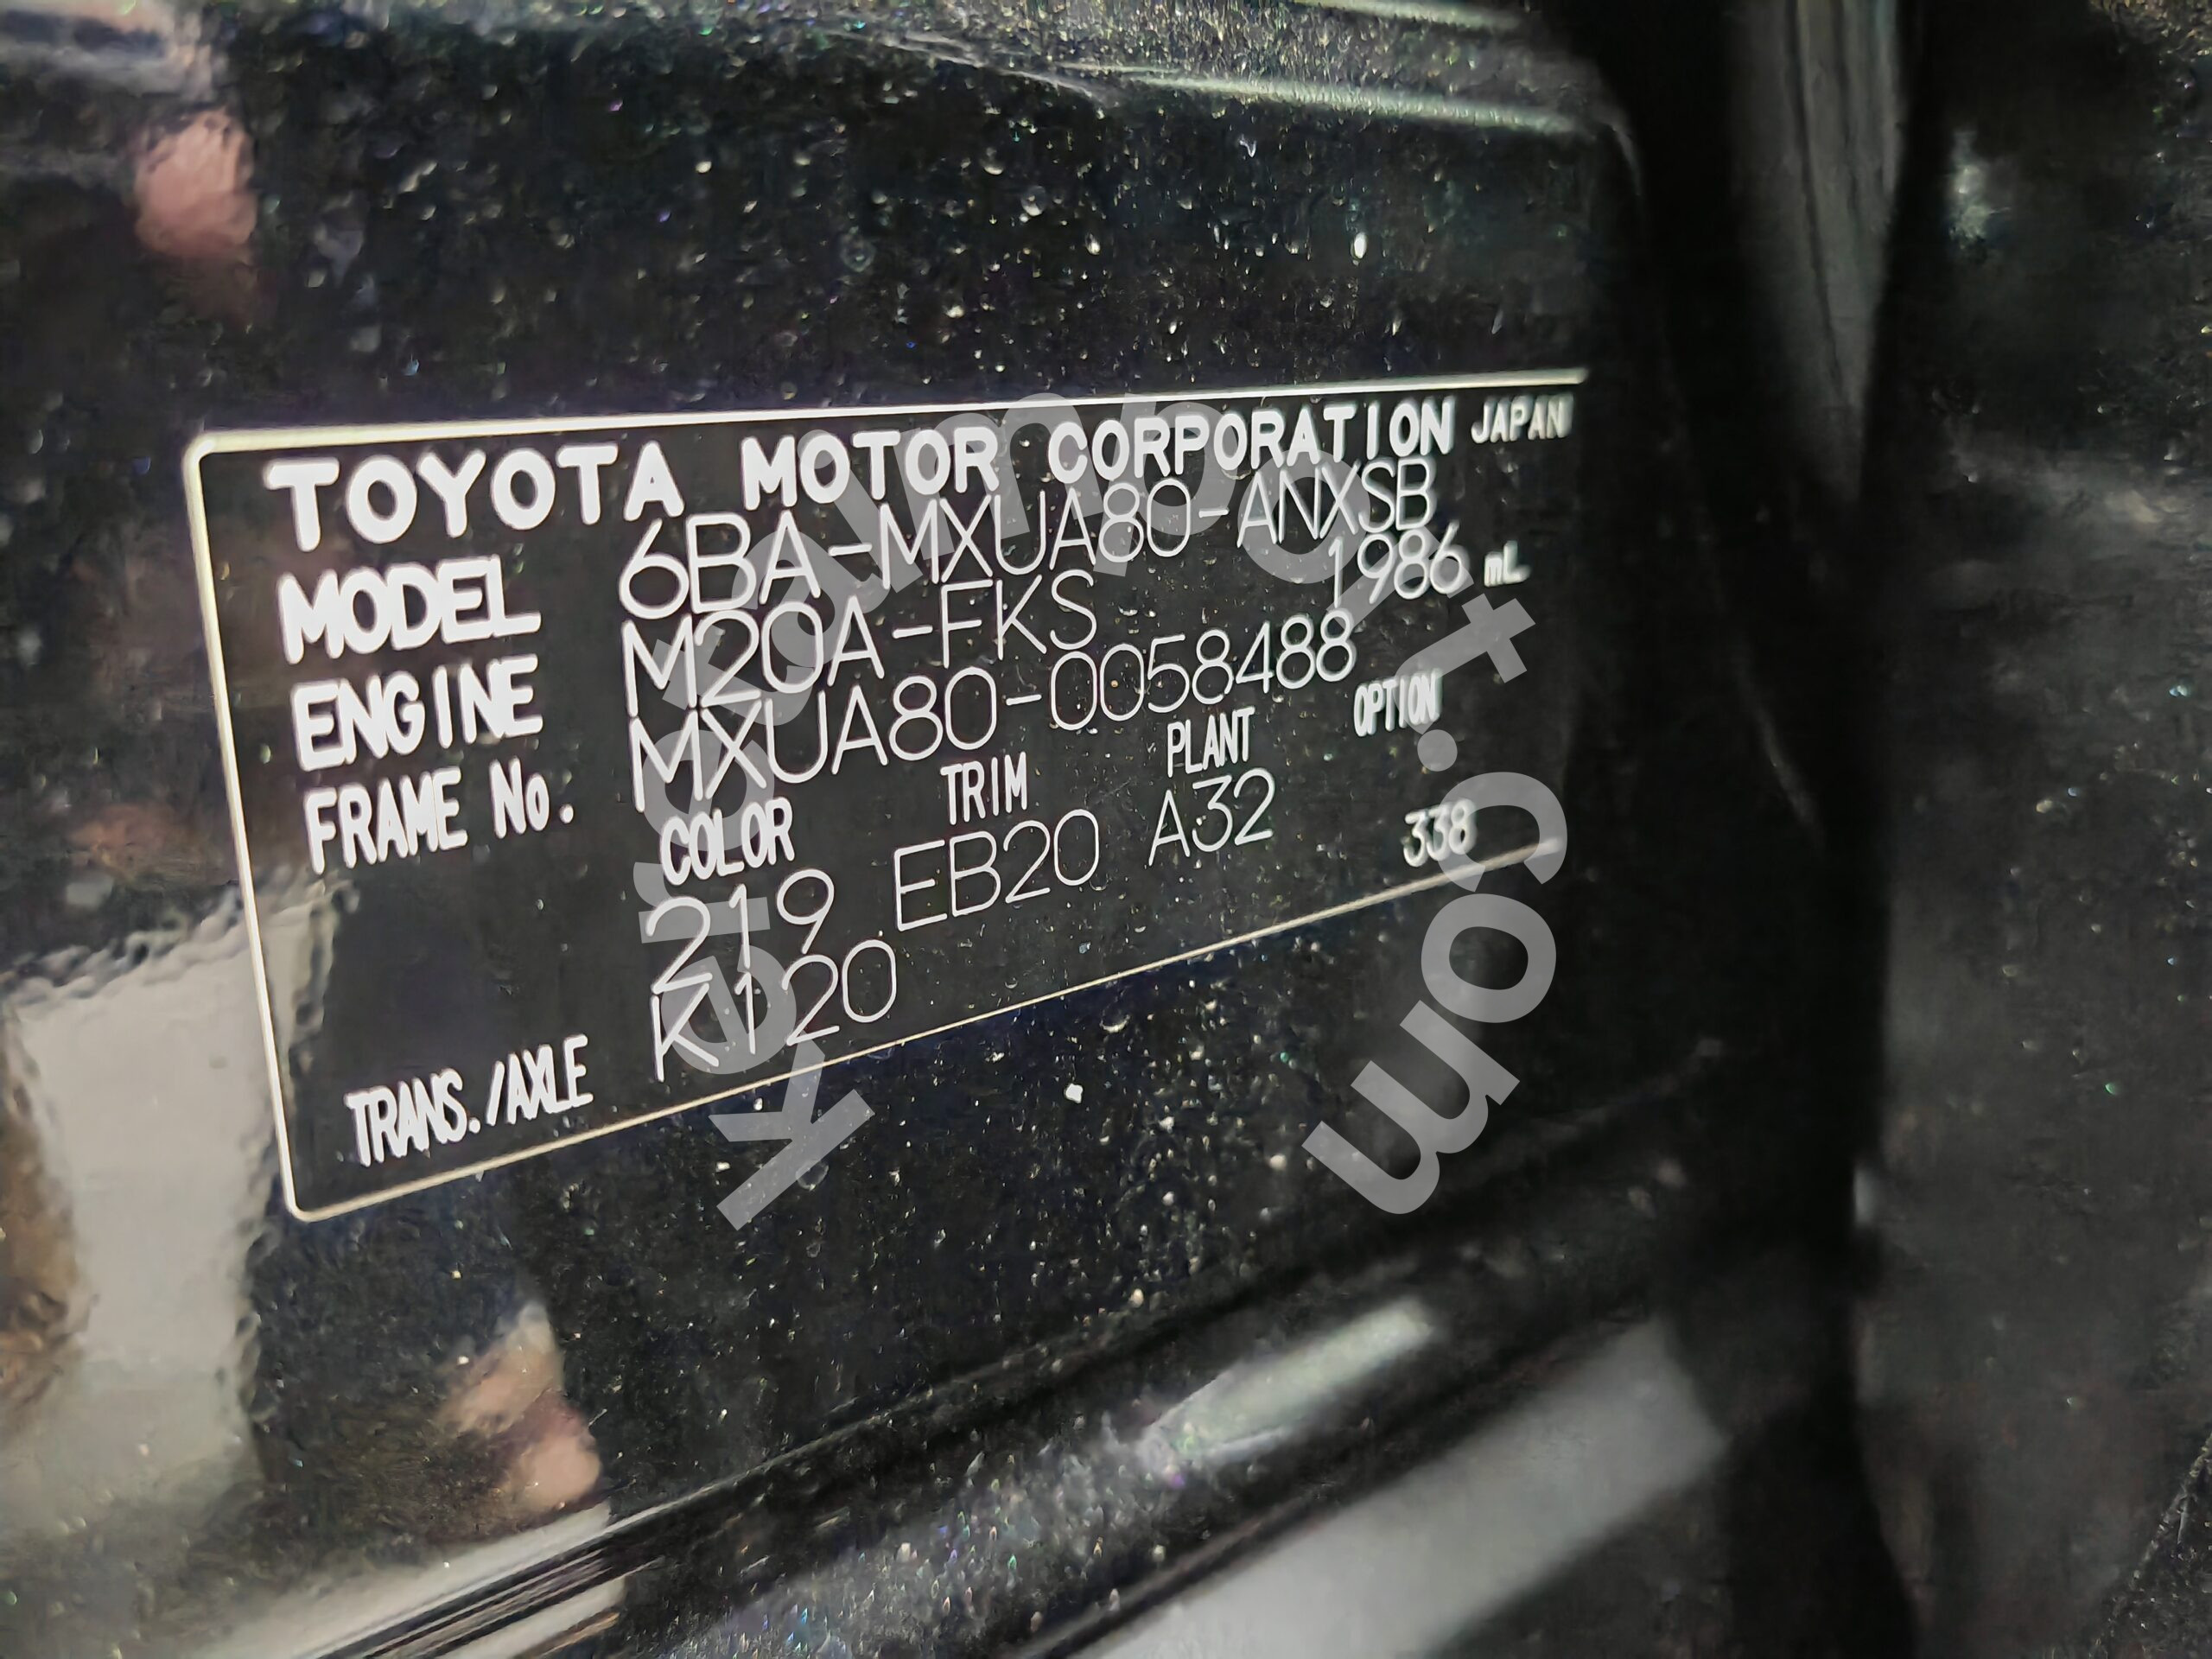 TOYOTA MOTOR CORPORATION JAPAN
MODEL 6BA-MXUA80-ANXSB
ENGINE M20A-FKS 1986 mL
FRAME No. MXUA80-0058488
COLOR TRIM PLANT OPTION
219 EB20 A32 338
TRANS./AXLE K120
keirdimport.com